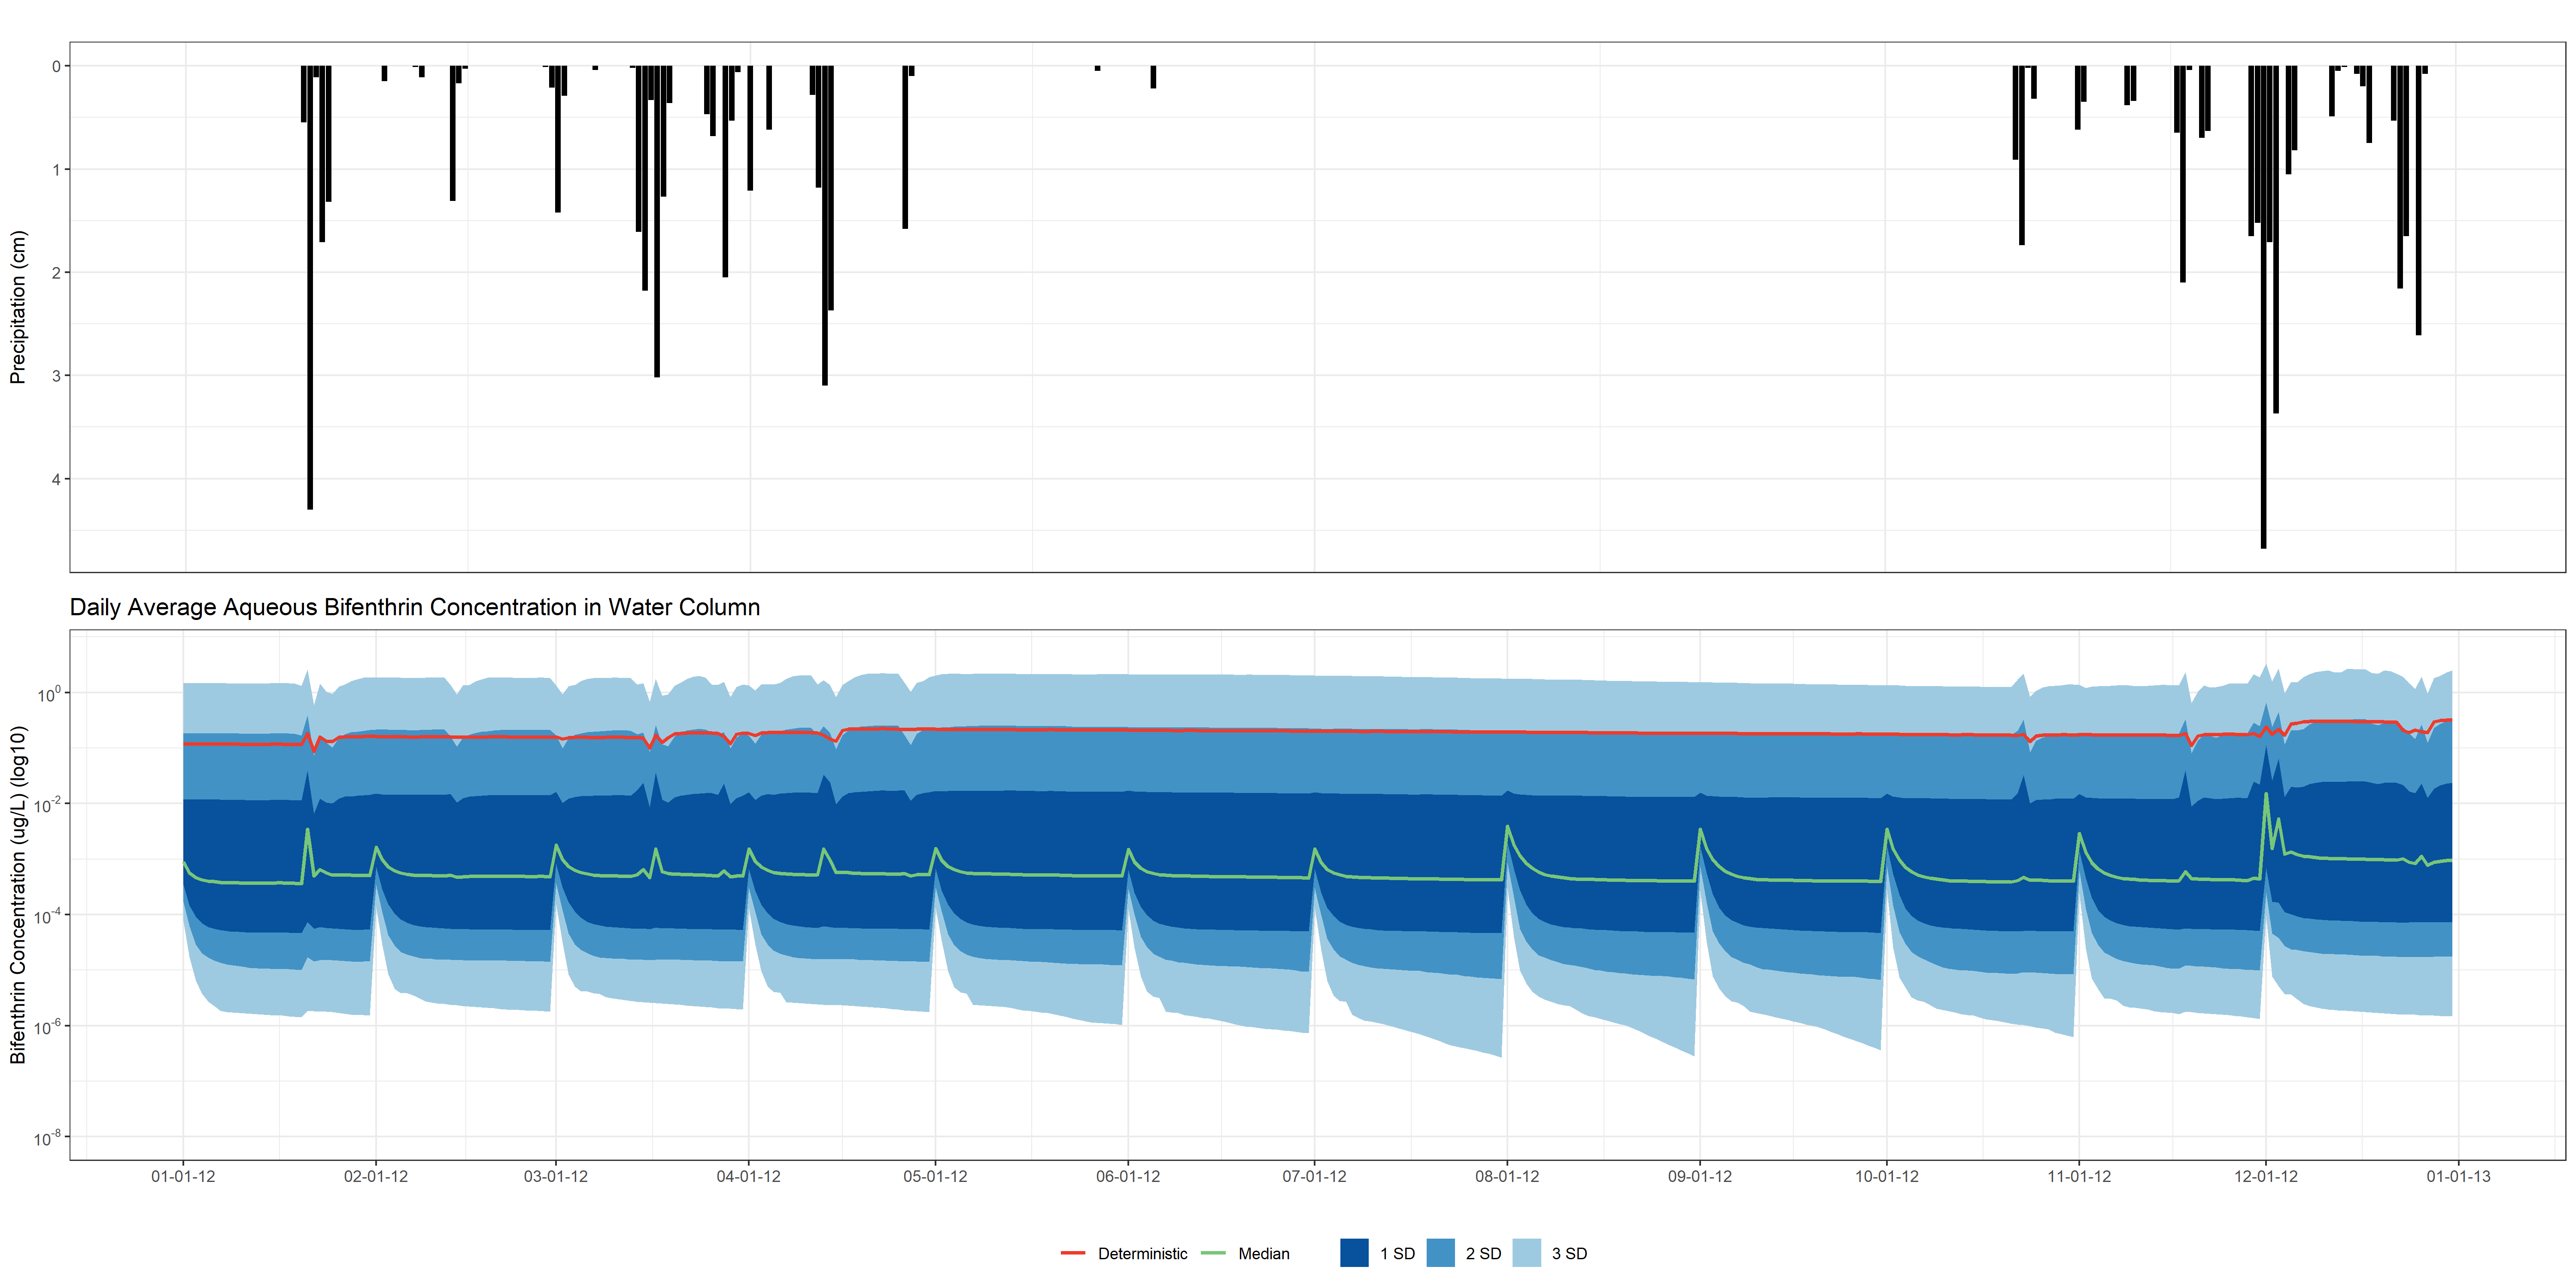 Precipitation (cm)
0
1
2
3
4
Daily Average Aqueous Bifenthrin Concentration in Water Column
Bifenthrin Concentration (ug/L) (log10)
10^0
10^-2
10^-4
10^-6
10^-8
01-01-12 02-01-12 03-01-12 04-01-12 05-01-12 06-01-12 07-01-12 08-01-12 09-01-12 10-01-12 11-01-12 12-01-12 01-01-13
Deterministic Median 1 SD 2 SD 3 SD